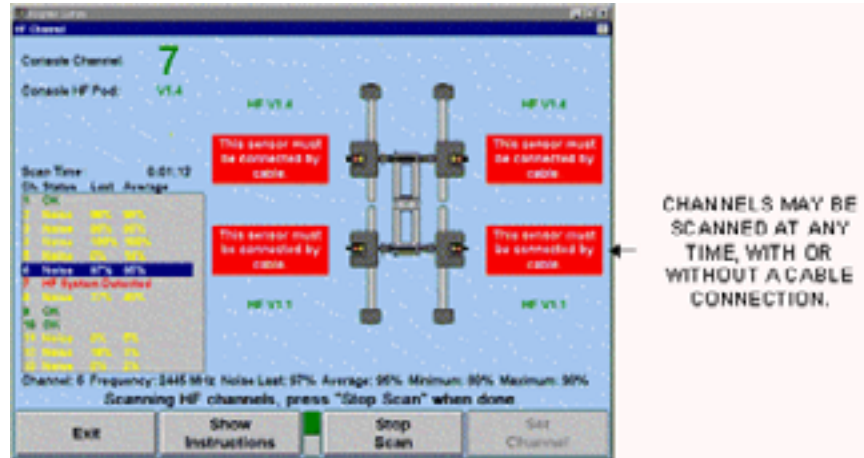 HF Channel
Console Channel: 7
Console HF Pod: V1.4
HF V1.4
HF V1.4
This sensor must
be connected by
cable.
This sensor must
be connected by
cable.
Scan Time: 0:01:12
Ch. Status Last Average
1 OK
6 Noise 97% 95%
7 HF System Detected
9 OK
10 OK
This sensor must
be connected by
cable.
This sensor must
be connected by
cable.
HF V1.1
HF V1.1
Channel: 6 Frequency: 2445 MHz Noise Last: 97% Average: 95% Minimum: Maximum: 98%
Scanning HF channels, press "Stop Scan" when done
Exit
Show
Instructions
Stop
Scan
Set
Channel
CHANNELS MAY BE
SCANNED AT ANY
TIME, WITH OR
WITHOUT A CABLE
CONNECTION.